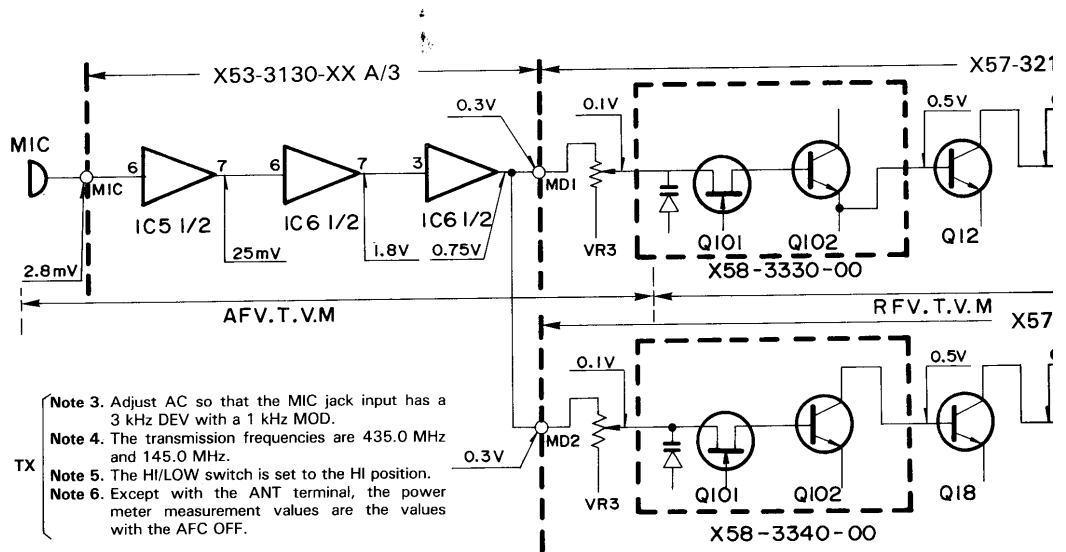 X53-3130-XX A/3
X57-321
0.3V
0.1V
0.5V
MIC
6
7
6
7
3
MIC
MD1
IC5 1/2
IC6 1/2
IC6 1/2
VR3
Q101
Q102
Q12
2.8mV
25mV
1.8V
0.75V
X58-3330-00
AFV.T.V.M
RFV.T.V.M
X57
0.1V
0.5V
TX
Note 3. Adjust AC so that the MIC jack input has a
3 kHz DEV with a 1 kHz MOD.
Note 4. The transmission frequencies are 435.0 MHz
and 145.0 MHz.
Note 5. The HI/LOW switch is set to the HI position.
Note 6. Except with the ANT terminal, the power
meter measurement values are the values
with the AFC OFF.
0.3V
MD2
VR3
Q101
Q102
Q18
X58-3340-00